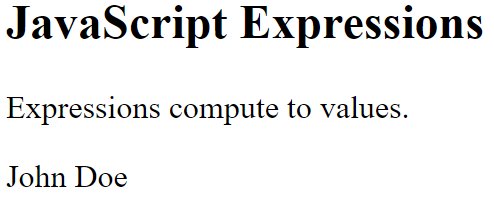 JavaScript Expressions
Expressions compute to values.
John Doe